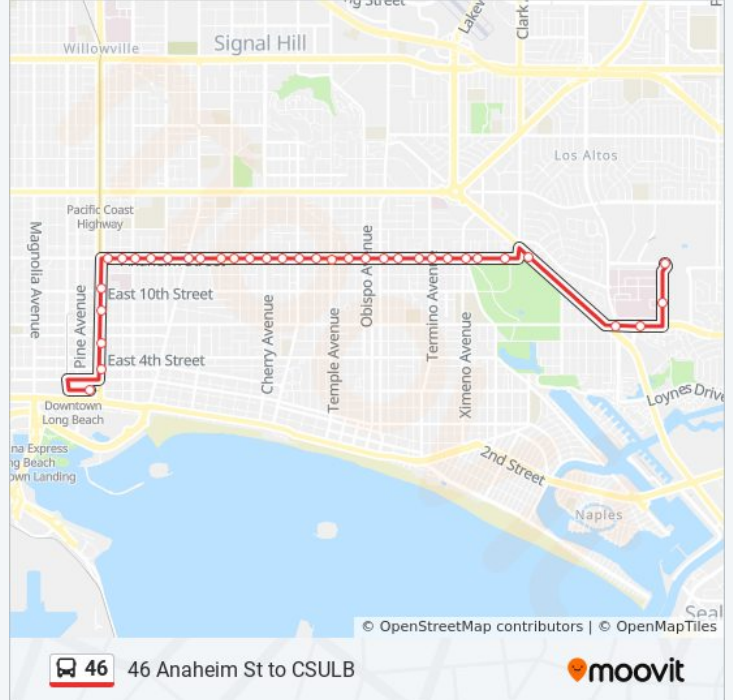 Willowville
Signal Hill
Los Altos
Pacific Coast
Highway
Magnolia Avenue
Pine Avenue
East 10th Street
East 4th Street
Cherry Avenue
Temple Avenue
Obispo Avenue
Termino Avenue
Ximeno Avenue
Downtown
Long Beach
Loynes Drive
2nd Street
Naples
© OpenStreetMap contributors | © OpenMapTiles
46
46 Anaheim St to CSULB
moovit